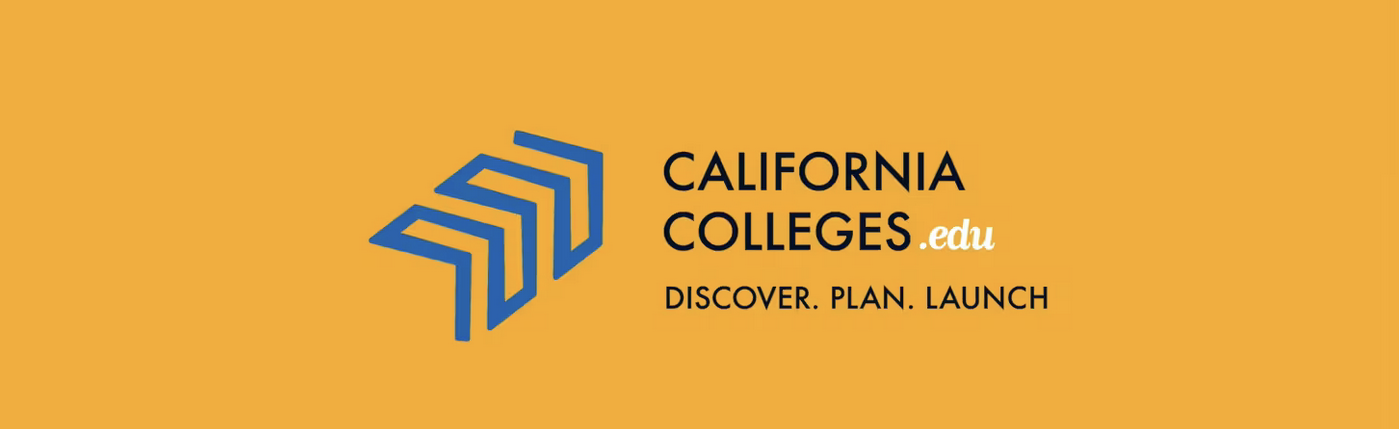 CALIFORNIA
COLLEGES.edu
DISCOVER. PLAN. LAUNCH